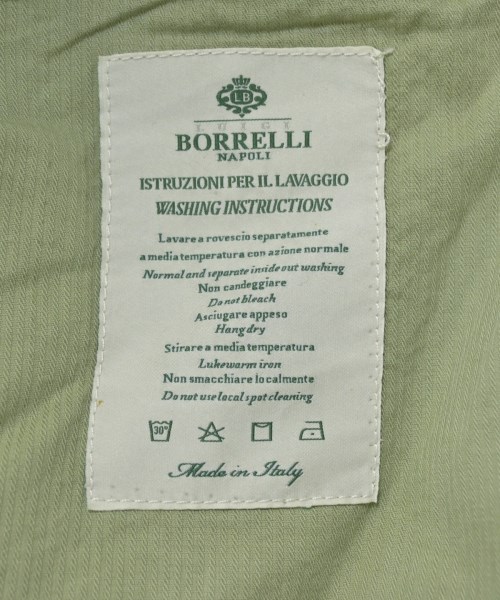 LB
LUIGI
BORRELLI
NAPOLI
ISTRUZIONI PER IL LAVAGGIO
WASHING INSTRUCTIONS
Lavare a rovescio separatamente
a media temperatura con azione normale
Normal and separate inside out washing
Non candeggiare
Do not bleach
Asciugare appeso
Hang dry
Stirare a media temperatura
Lukewarm iron
Non smacchiare localmente
Do not use local spot cleaning
30°
Made in Italy